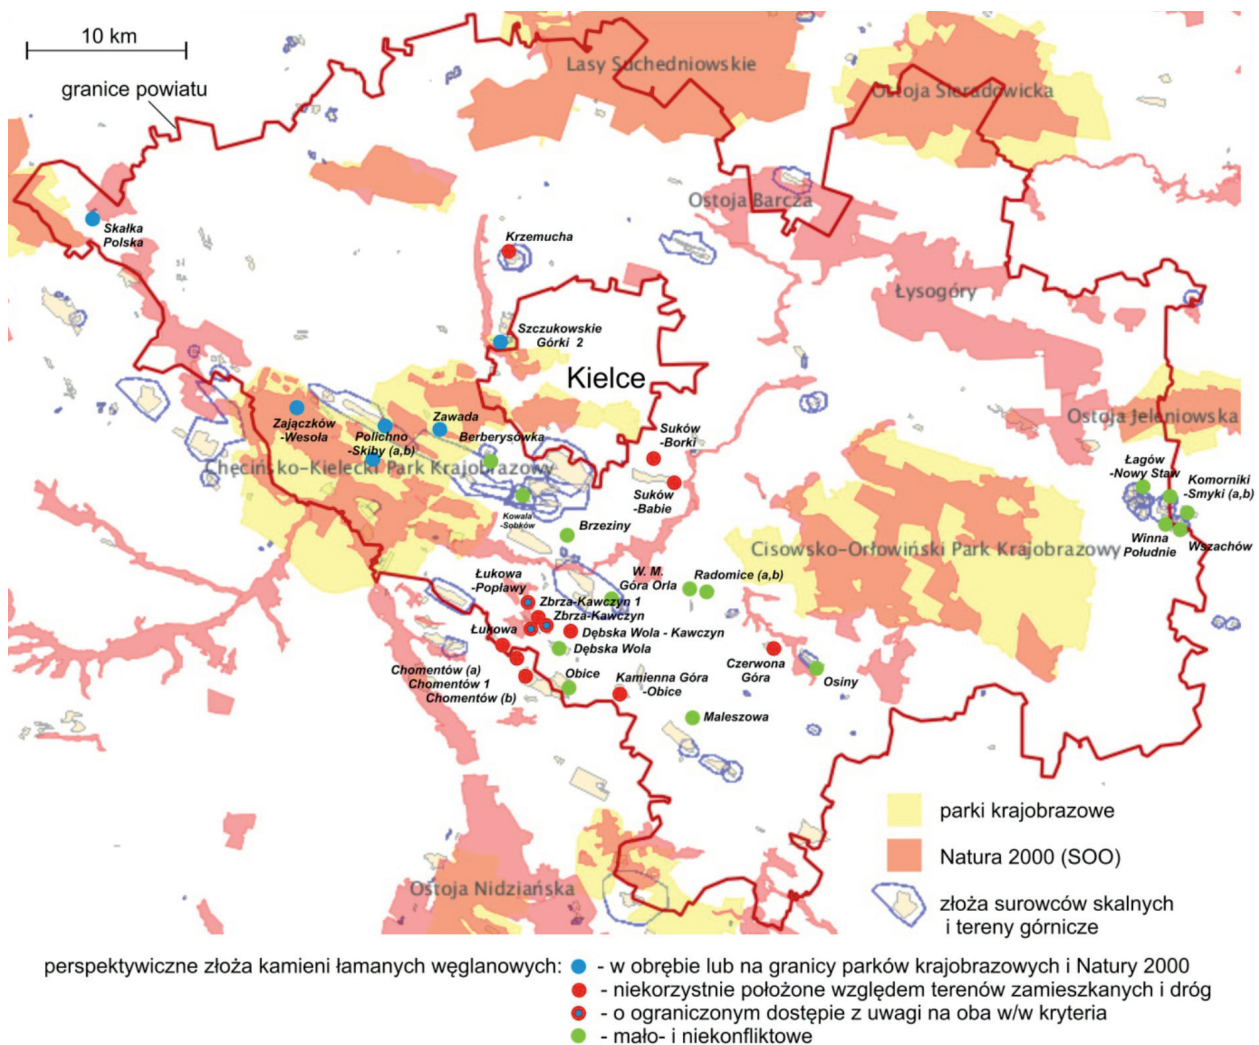 10 km
granice powiatu
Lasy Suchedniowskie
Ostoja Sieradowicka
Ostoja Barcza
Skałka
Polska
Krzemucha
Łysogóry
Szczukowskie
Górki 2
Kielce
Zajączków
-Wesoła
Zawada
Polichno
-Skiby (a,b)
Berberysówka
Chęcińsko-Kielecki Park Krajobrazowy
Suków
-Borki
Suków
-Babie
Ostoja Jeleniowska
Łagów
-Nowy Staw
Komorniki
-Smyki (a,b)
Kowala
-Sobków
Brzeziny
Winna
Południe
Wszachów
Cisowsko-Orłowiński Park Krajobrazowy
Łukowa
-Popławy
W. M.
Góra Orla
Radomice (a,b)
Zbrza-Kawczyn 1
Zbrza-Kawczyn
Łukowa
Dębska Wola - Kawczyn
Dębska Wola
Chomentów (a)
Chomentów 1
Chomentów (b)
Obice
Kamienna Góra
-Obice
Czerwona
Góra
Osiny
Maleszowa
Ostoja Nidziańska
parki krajobrazowe
Natura 2000 (SOO)
złoża surowców skalnych
i tereny górnicze
perspektywiczne złoża kamieni łamanych węglanowych: - w obrębie lub na granicy parków krajobrazowych i Natury 2000
- niekorzystnie położone względem terenów zamieszkanych i dróg
- o ograniczonym dostępie z uwagi na oba w/w kryteria
- mało- i niekonfliktowe